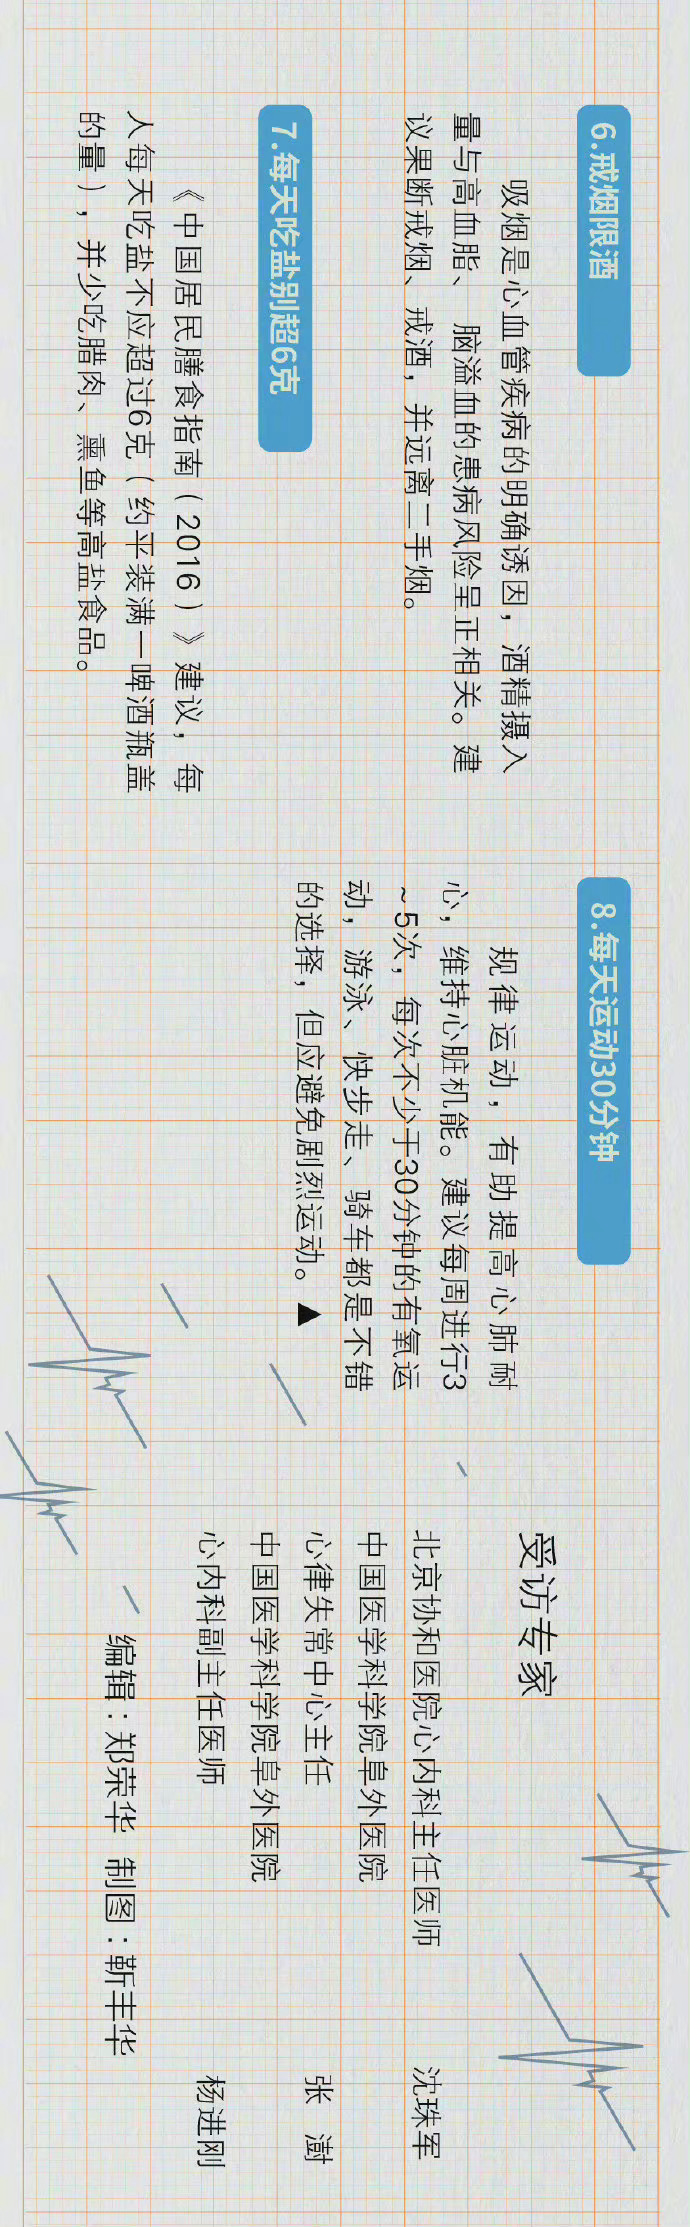 6.戒烟限酒
吸烟是心血管疾病的明确诱因，酒精摄入
量与高血脂、 脑溢血的患病风险呈正相关。建
议果断戒烟、戒酒，并远离二手烟。
7.每天吃盐别超6克
《中国居民膳食指南（2016）》建议，每
人每天吃盐不应超过6克（约平装满一啤酒瓶盖
的量），并少吃腊肉、熏鱼等高盐食品。
8.每天运动30分钟
规律运动，有助提高心肺耐
心，维持心脏机能。建议每周进行3
~5次，每次不少于30分钟的有氧运
动，游泳、快步走、骑车都是不错
的选择，但应避免剧烈运动。▲
受访专家
北京协和医院心内科主任医师 沈珠军
中国医学科学院阜外医院
心律失常中心主任 张 澍
中国医学科学院阜外医院
心内科副主任医师 杨进刚
编辑：郑荣华 制图：靳丰华